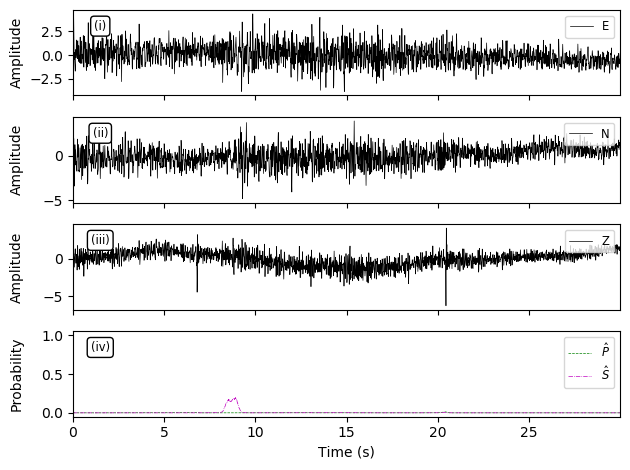 Amplitude
2.5
0.0
−2.5
(i)
E
Amplitude
0
−5
(ii)
N
Amplitude
0
−5
(iii)
Z
Probability
1.0
0.5
0.0
(iv)
P̂
Ŝ
0 5 10 15 20 25
Time (s)